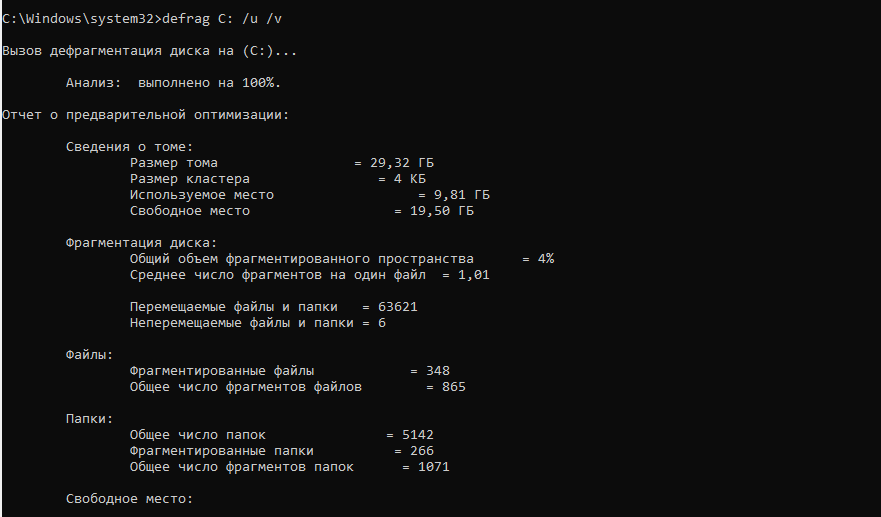 C:\Windows\system32>defrag C: /u /v
Вызов дефрагментация диска на (C:)...
Анализ: выполнено на 100%.
Отчет о предварительной оптимизации:
Сведения о томе:
Размер тома = 29,32 ГБ
Размер кластера = 4 КБ
Используемое место = 9,81 ГБ
Свободное место = 19,50 ГБ
Фрагментация диска:
Общий объем фрагментированного пространства = 4%
Среднее число фрагментов на один файл = 1,01
Перемещаемые файлы и папки = 63621
Неперемещаемые файлы и папки = 6
Файлы:
Фрагментированные файлы = 348
Общее число фрагментов файлов = 865
Папки:
Общее число папок = 5142
Фрагментированные папки = 266
Общее число фрагментов папок = 1071
Свободное место: